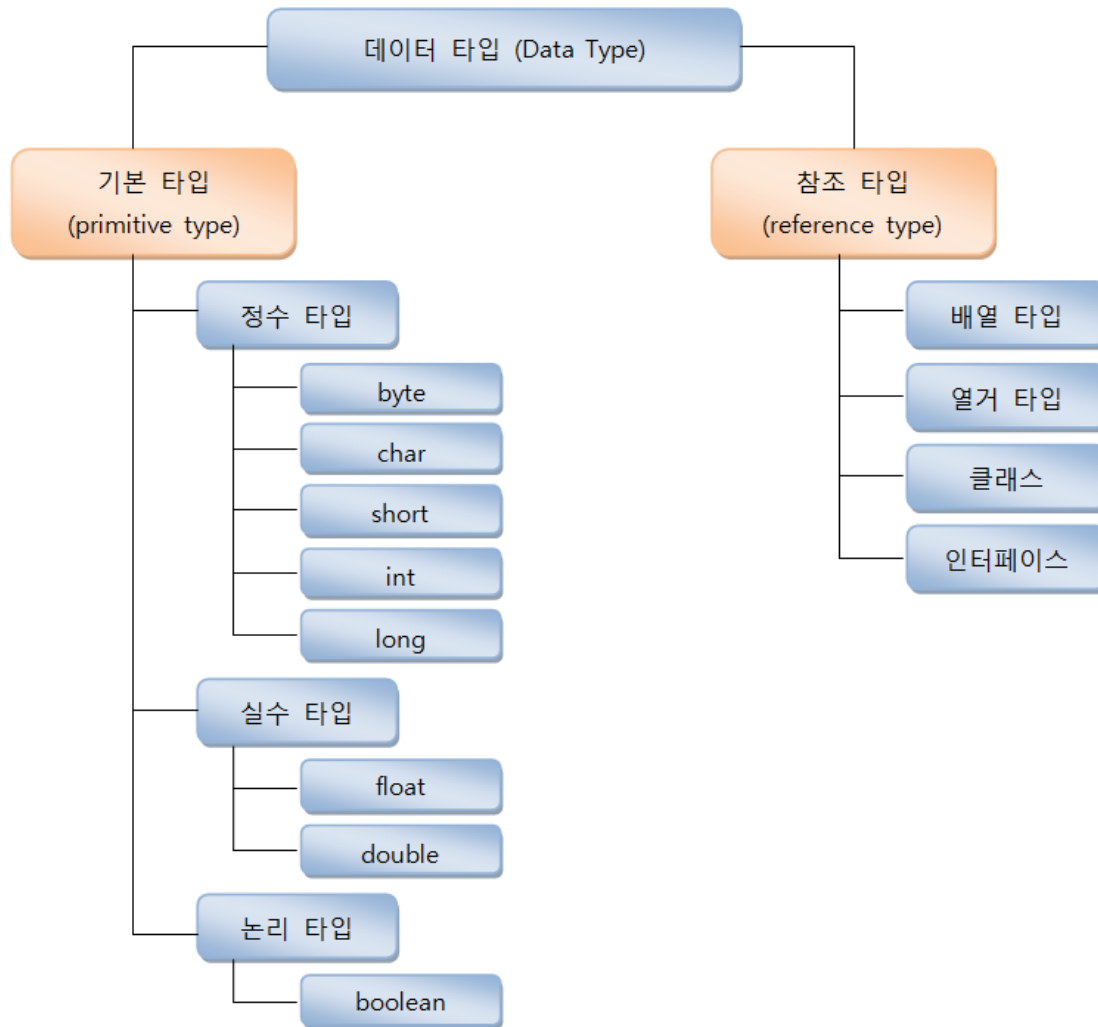 데이터 타입 (Data Type)
기본 타입
(primitive type)
정수 타입
byte
char
short
int
long
실수 타입
float
double
논리 타입
boolean
참조 타입
(reference type)
배열 타입
열거 타입
클래스
인터페이스